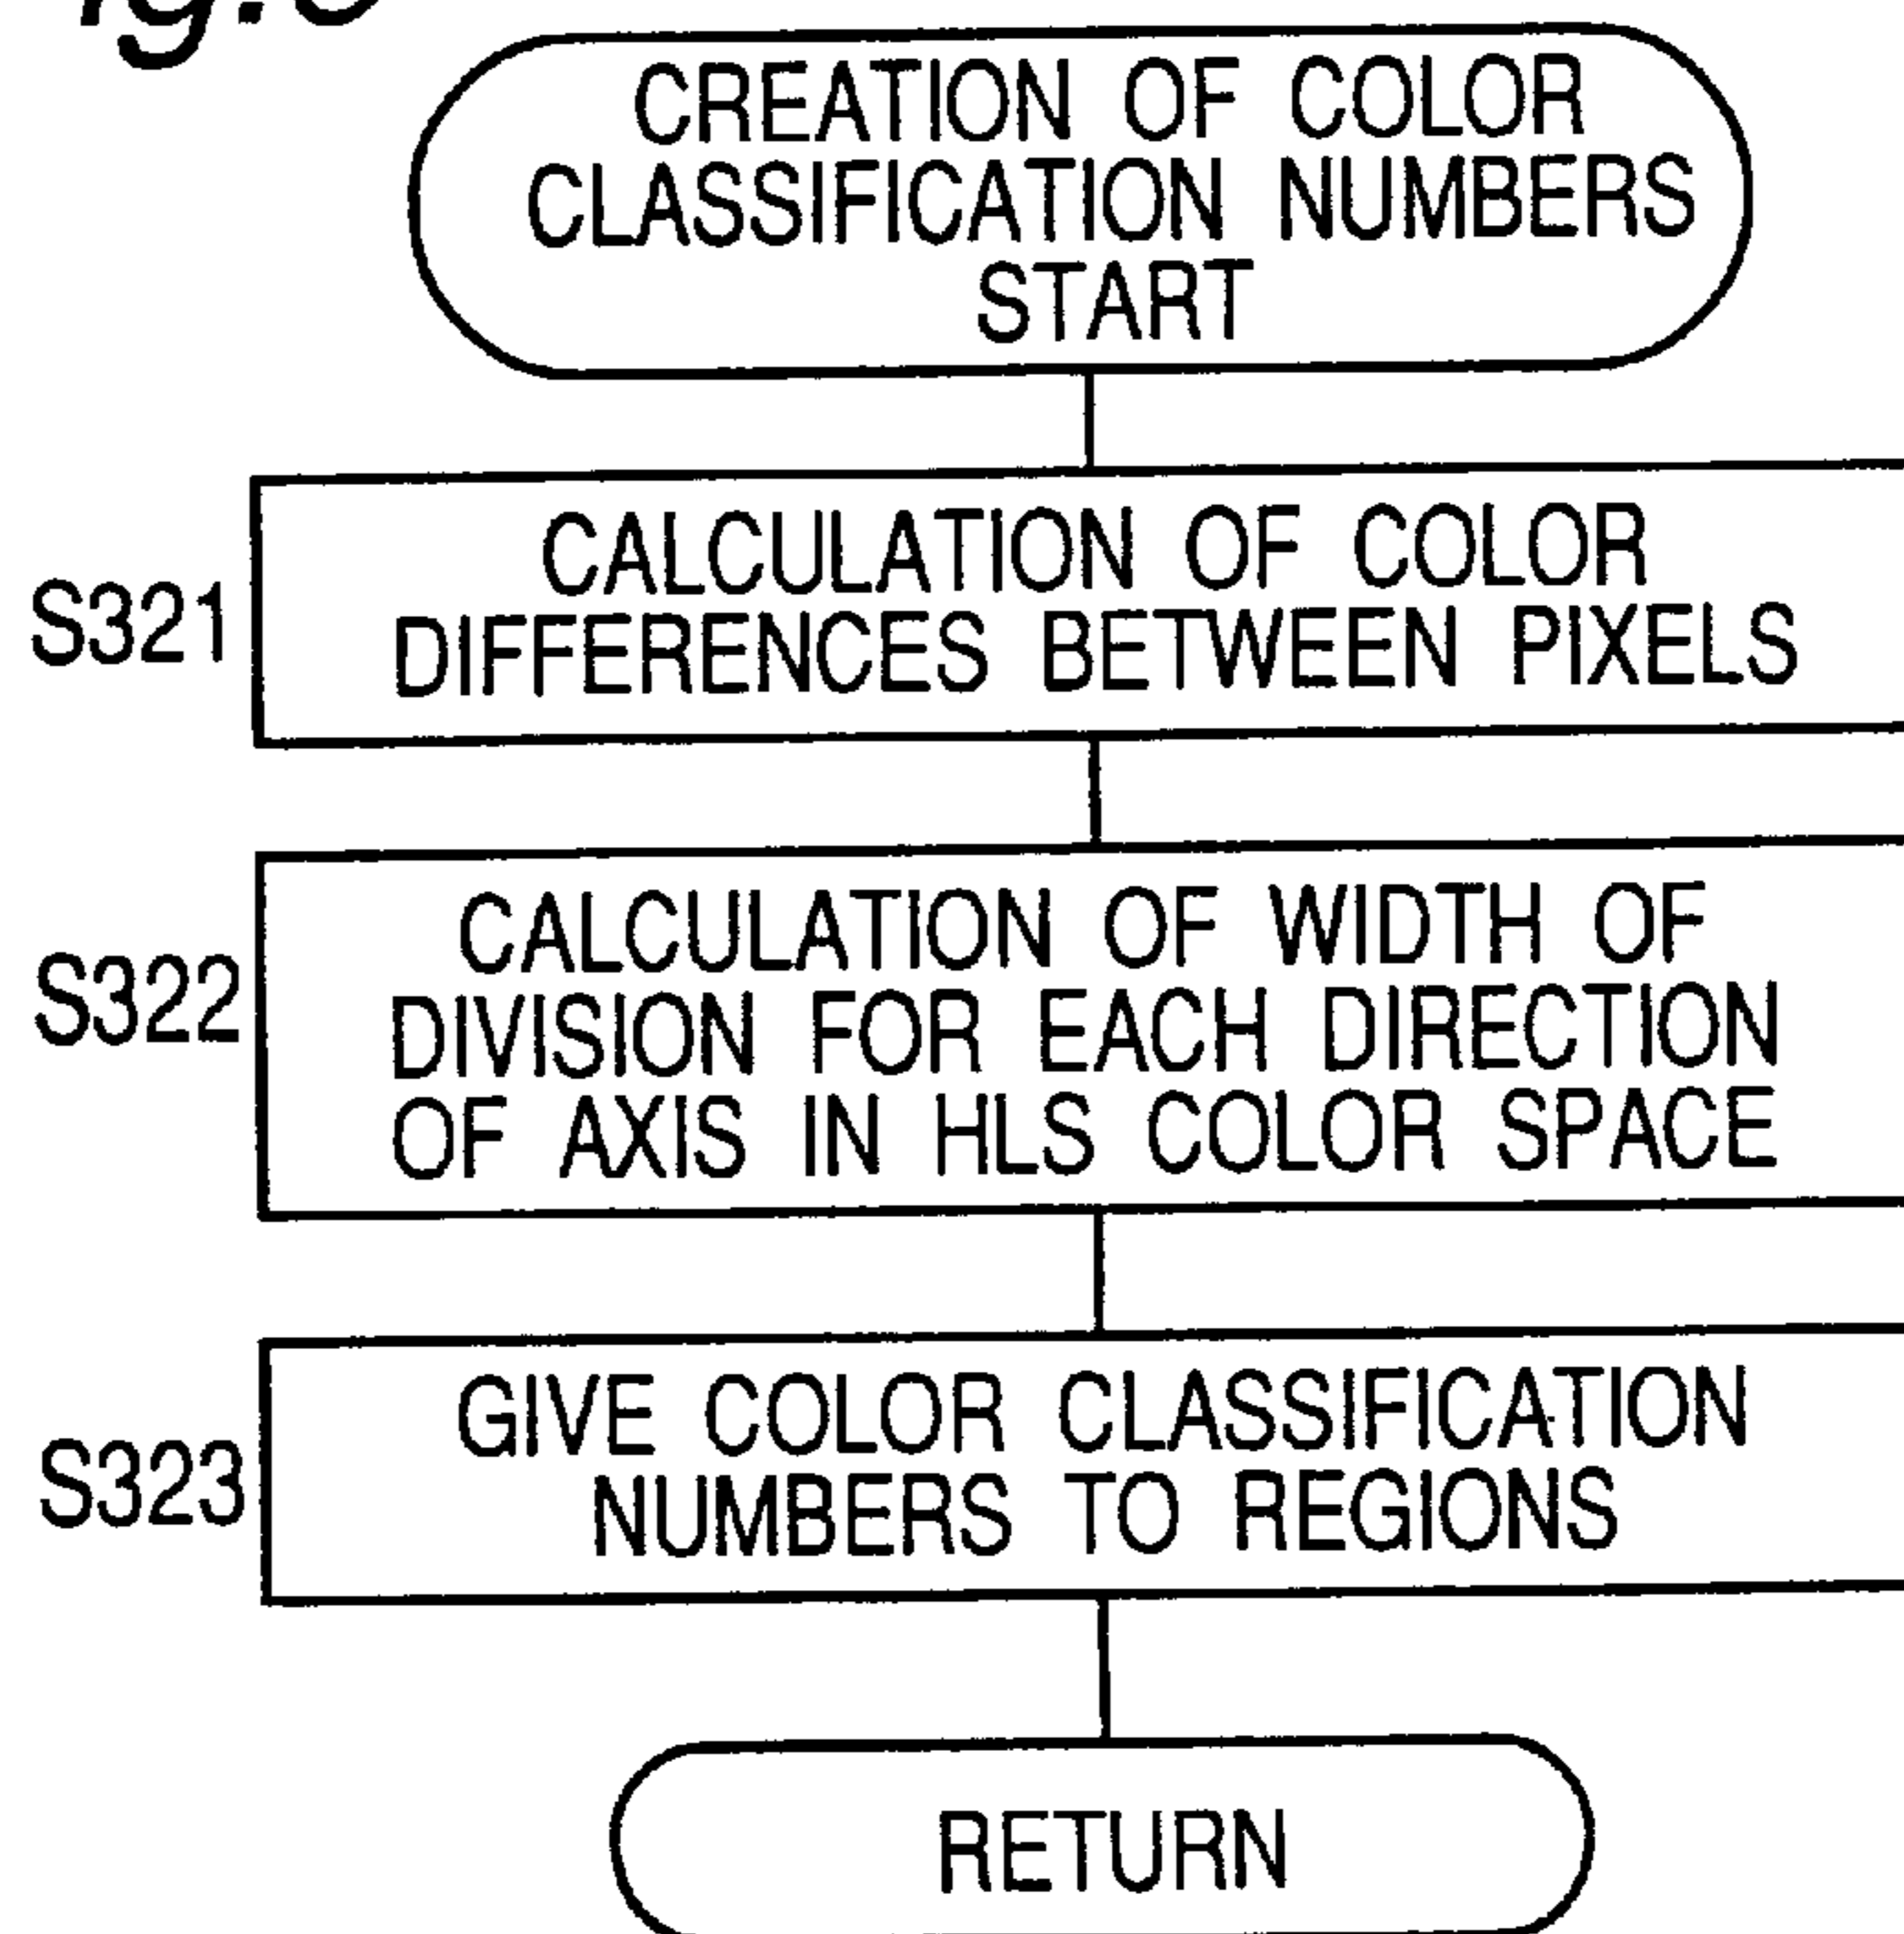 CREATION OF COLOR
CLASSIFICATION NUMBERS
START
S321
CALCULATION OF COLOR
DIFFERENCES BETWEEN PIXELS
S322
CALCULATION OF WIDTH OF
DIVISION FOR EACH DIRECTION
OF AXIS IN HLS COLOR SPACE
S323
GIVE COLOR CLASSIFICATION
NUMBERS TO REGIONS
RETURN